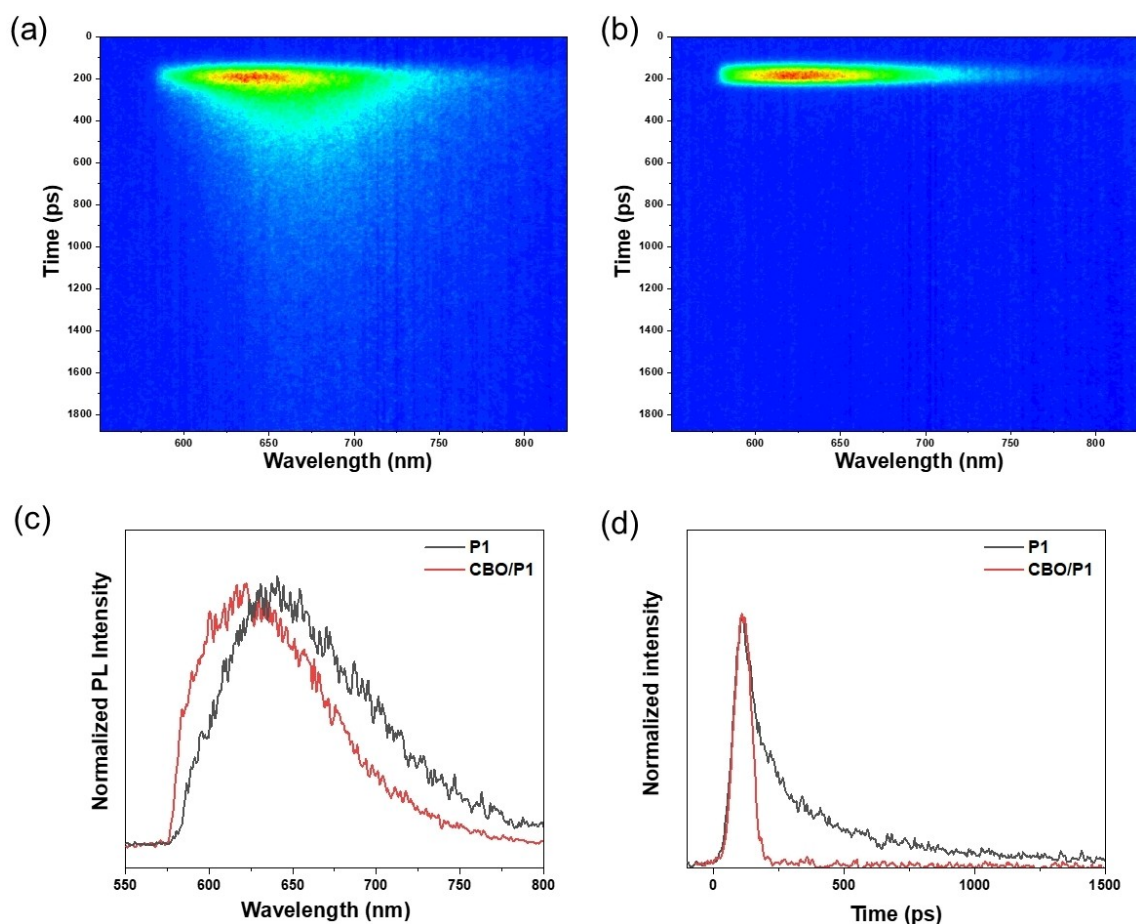 (a)
0
200
400
600
800
1000
1200
1400
1600
1800
Time (ps)
600 650 700 750 800
Wavelength (nm)
(b)
0
200
400
600
800
1000
1200
1400
1600
1800
Time (ps)
600 650 700 750 800
Wavelength (nm)
(c)
P1
CBO/P1
Normalized PL Intensity
550 600 650 700 750 800
Wavelength (nm)
(d)
P1
CBO/P1
Normalized intensity
0 500 1000 1500
Time (ps)